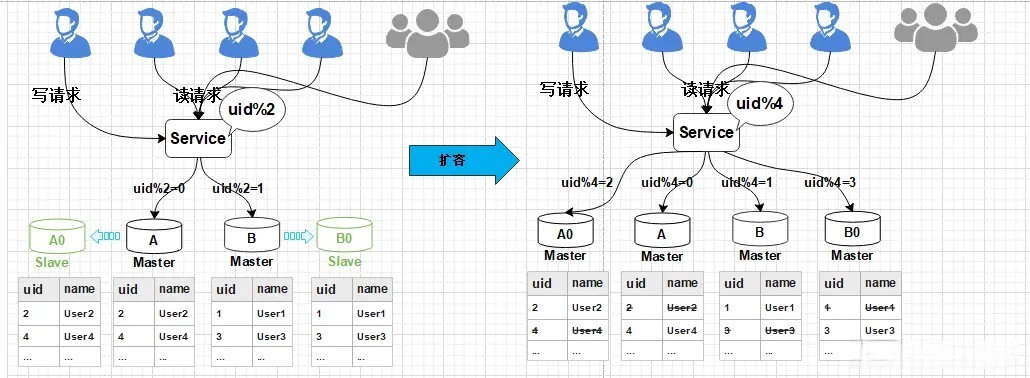 写请求
读请求
uid%2
Service
uid%2=0
uid%2=1
A0
A
B
B0
Slave
Master
Master
Slave
uid name
2 User2
4 User4
... ...
uid name
2 User2
4 User4
... ...
uid name
1 User1
3 User3
... ...
uid name
1 User1
3 User3
... ...
扩容
写请求
读请求
uid%4
Service
uid%4=2
uid%4=0
uid%4=1
uid%4=3
A0
A
B
B0
Master
Master
Master
Master
uid name
2 User2
4 User4
... ...
uid name
2 User2
4 User4
... ...
uid name
1 User1
3 User3
... ...
uid name
1 User1
3 User3
... ...